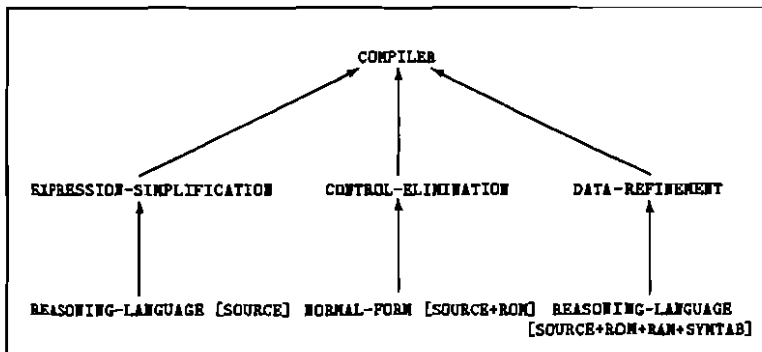 COMPILER
EXPRESSION-SIMPLIFICATION CONTROL-ELIMINATION DATA-REFINEMENT
REASONING-LANGUAGE [SOURCE] NORMAL-FORM [SOURCE+ROM] REASONING-LANGUAGE
[SOURCE+ROM+RAM+SYMTAB]